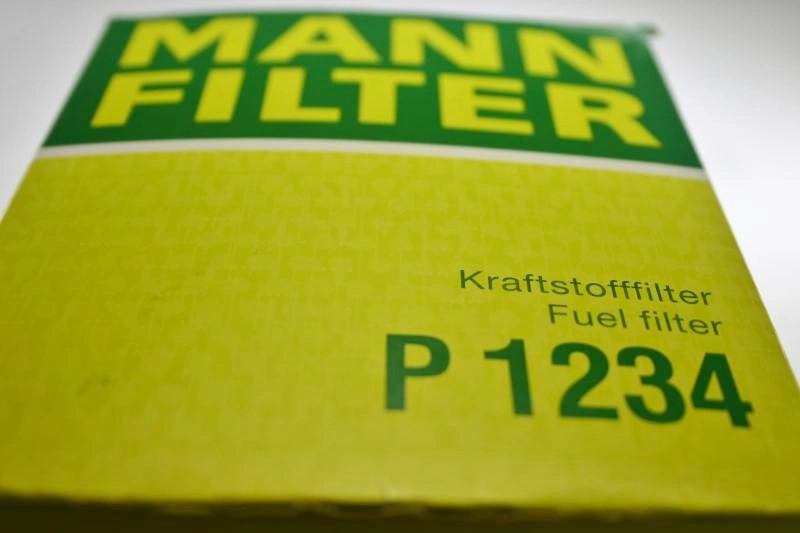 MANN
FILTER
Kraftstofffilter
Fuel filter
P 1234